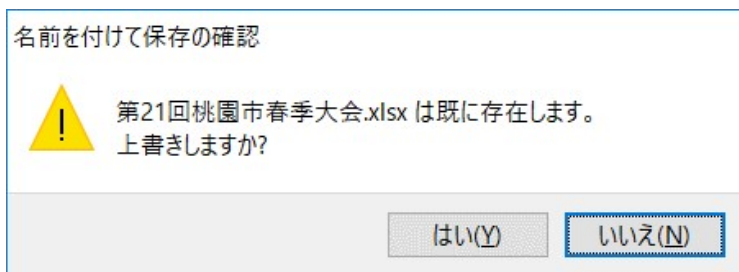 名前を付けて保存の確認
第21回桃園市春季大会.xlsx は既に存在します。
上書きしますか?
はい(Y)
いいえ(N)